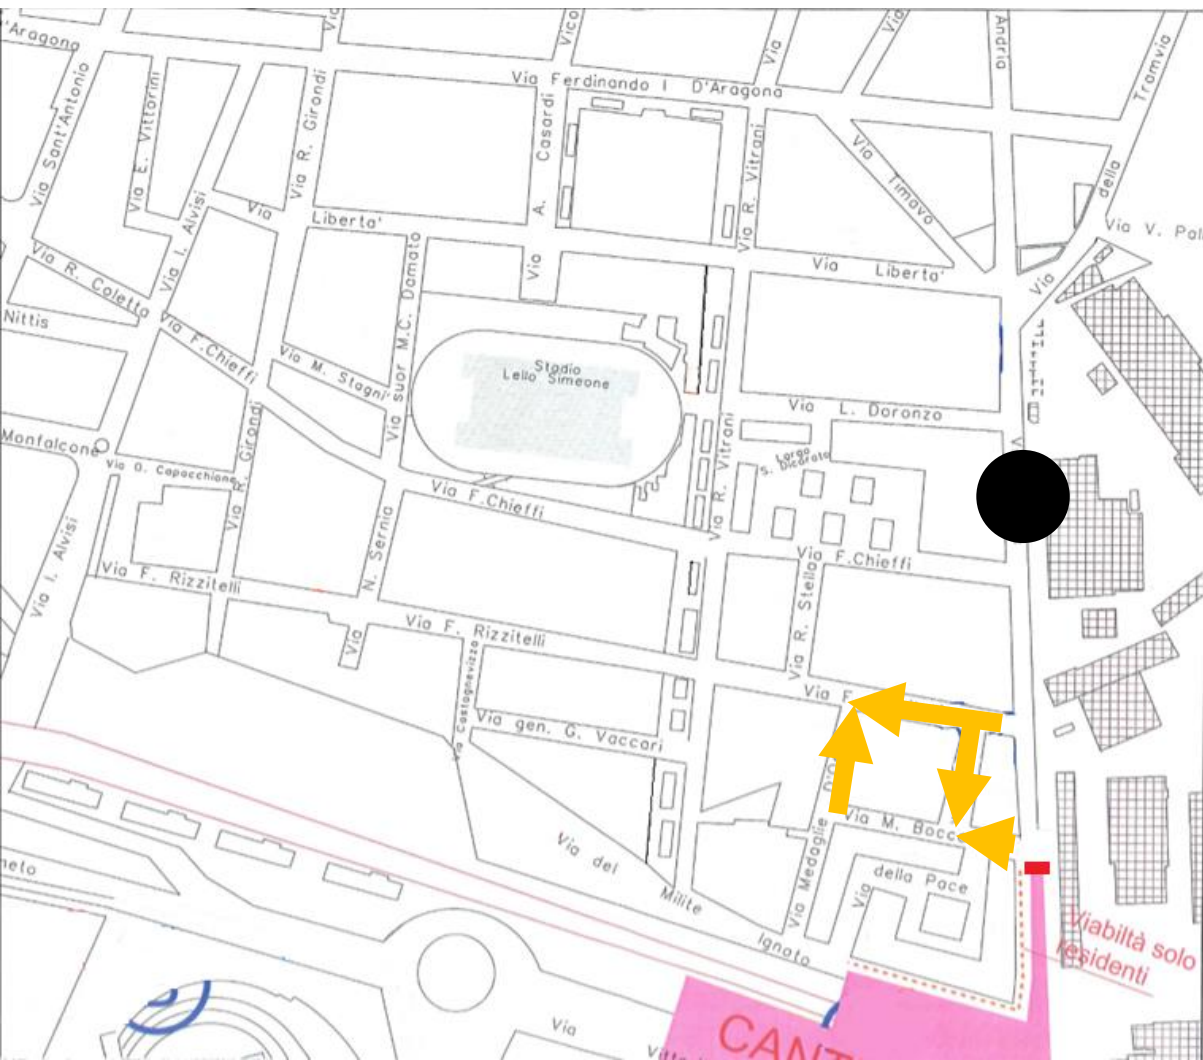 D'Aragona
Via Sant'Antonio
Via E. Vittorini
Via R. Girondi
Via I. Alvisi
Via Ferdinando I D'Aragona
Via
Andria
Tramvia
della
Via
A. Casardi
Via
Via R. Vitrani
Via Timavo
Via V. Pal
Via Liberta'
Via Liberta'
Via R. Coletta
Nittis
Via F.Chieffi
Via M. Stagni'
Via suor M.C. Damato
Stadio
Lello Simeone
Via L. Doronzo
Largo
S. Dicorato
Via R. Vitrani
Monfalcone
Via G. Capacchione
Via R. Girondi
Via F.Chieffi
Via F.Chieffi
Via I. Alvisi
N. Sernia
Via
Via F. Rizzitelli
Via F. Rizzitelli
Via R. Stella
Via F.
Via Castagnevizza
Via gen. G. Vaccari
Via M. Bocc
Via Medaglie D'O
Via della Pace
Via del Milite Ignoto
Viabiltà solo
residenti
neto
Via
CANT